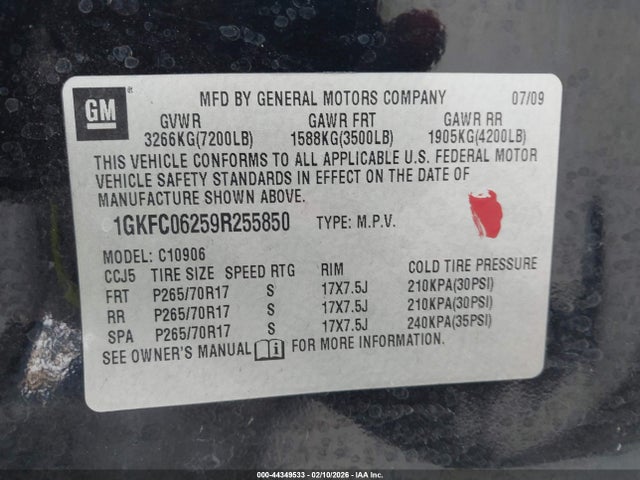 GM
MFD BY GENERAL MOTORS COMPANY 07/09
GVWR GAWR FRT GAWR RR
3266KG(7200LB) 1588KG(3500LB) 1905KG(4200LB)
THIS VEHICLE CONFORMS TO ALL APPLICABLE U.S. FEDERAL MOTOR
VEHICLE SAFETY STANDARDS IN EFFECT ON THE DATE OF
MANUFACTURE SHOWN ABOVE.
1GKFC06259R255850 TYPE: M.P.V.
MODEL: C10906
CCJ5 TIRE SIZE SPEED RTG RIM COLD TIRE PRESSURE
FRT P265/70R17 S 17X7.5J 210KPA(30PSI)
RR P265/70R17 S 17X7.5J 210KPA(30PSI)
SPA P265/70R17 S 17X7.5J 240KPA(35PSI)
SEE OWNER'S MANUAL FOR MORE INFORMATION.
000-44349533 - 02/10/2026 - IAA Inc.